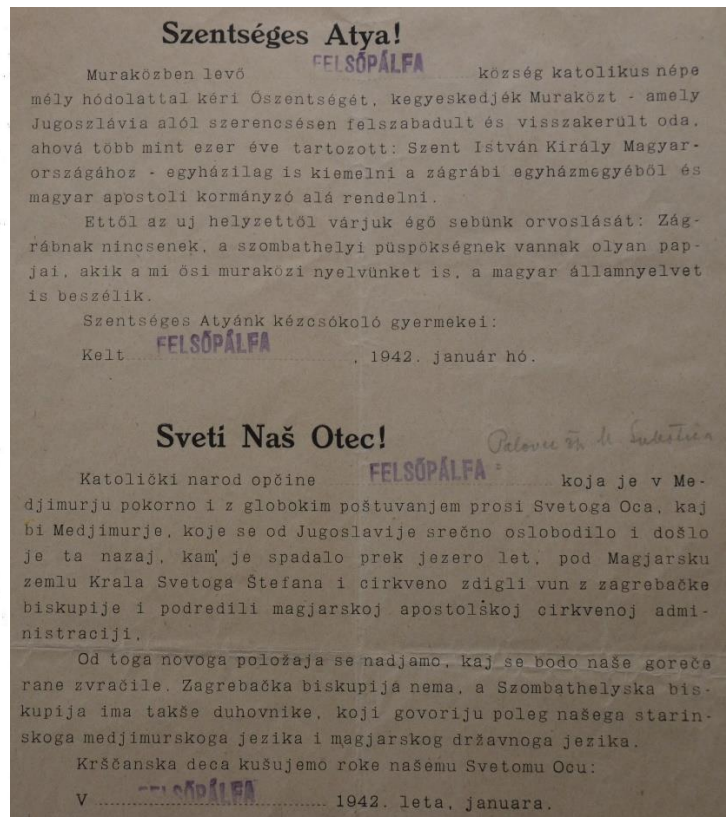 Szentséges Atya!
Muraközben levő FELSŐPÁLFA község katolikus népe
mély hódolattal kéri Őszentségét, kegyeskedjék Muraközt - amely
Jugoszlávia alól szerencsésen felszabadult és visszakerült oda,
ahová több mint ezer éve tartozott: Szent István Király Magyar-
országához - egyházilag is kiemelni a zágrábi egyházmegyéből és
magyar apostoli kormányzó alá rendelni.
Ettől az uj helyzettől várjuk égő sebünk orvoslását: Zág-
rábnak nincsenek, a szombathelyi püspökségnek vannak olyan pap-
jai, akik a mi ősi muraközi nyelvünket is, a magyar államnyelvet
is beszélik.
Szentséges Atyánk kézcsókoló gyermekei:
Kelt FELSŐPÁLFA , 1942. január hó.
Sveti Naš Otec!
Katolički narod općine FELSŐPÁLFA koja je v Me-
djimurju pokorno i z globokim poštuvanjem prosi Svetoga Oca, kaj
bi Medjimurje, koje se od Jugoslavije srečno oslobodilo i došlo
je ta nazaj, kam je spadalo prek jezero let, pod Magjarsku
zemlu Krala Svetoga Štefana i cirkveno zdigli vun z zagrebačke
biskupije i podredili magjarskoj apostolskoj cirkvenoj admi-
nistraciji,
Od toga novoga položaja se nadjamo, kaj se bodo naše goreče
rane zvračile. Zagrebačka biskupija nema, a Szombathelyska bis-
kupija ima takše duhovnike, koji govoriju poleg našega starin-
skoga medjimurskoga jezika i magjarskog državnoga jezika,
Krščanska deca kušujemo roke našemu Svetomu Ocu:
V FELSŐPÁLFA 1942. leta, januara.